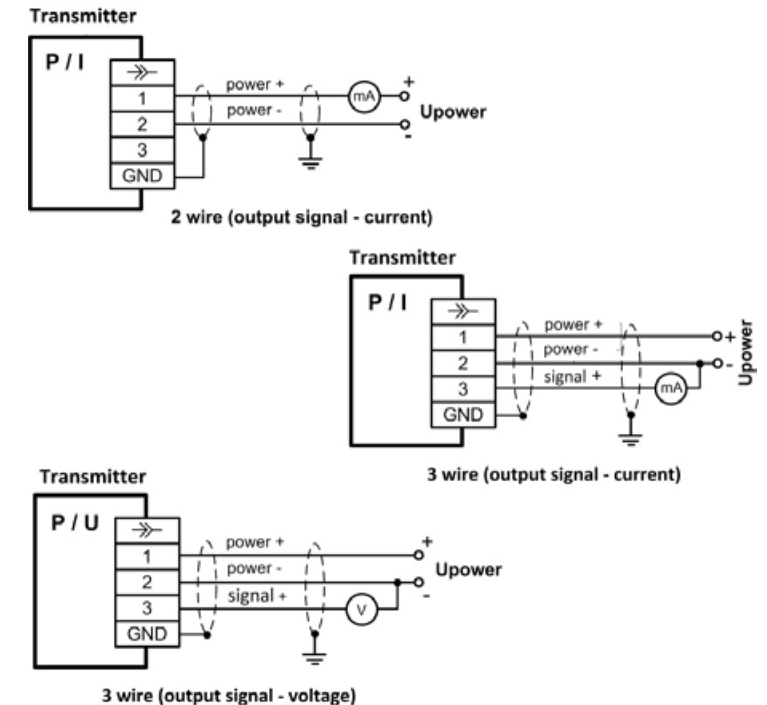 Transmitter
P / I
1
2
3
GND
power +
power -
mA
+
-
Upower
2 wire (output signal - current)
Transmitter
P / I
1
2
3
GND
power +
power -
signal +
mA
+
-
Upower
3 wire (output signal - current)
Transmitter
P / U
1
2
3
GND
power +
power -
signal +
V
+
-
Upower
3 wire (output signal - voltage)